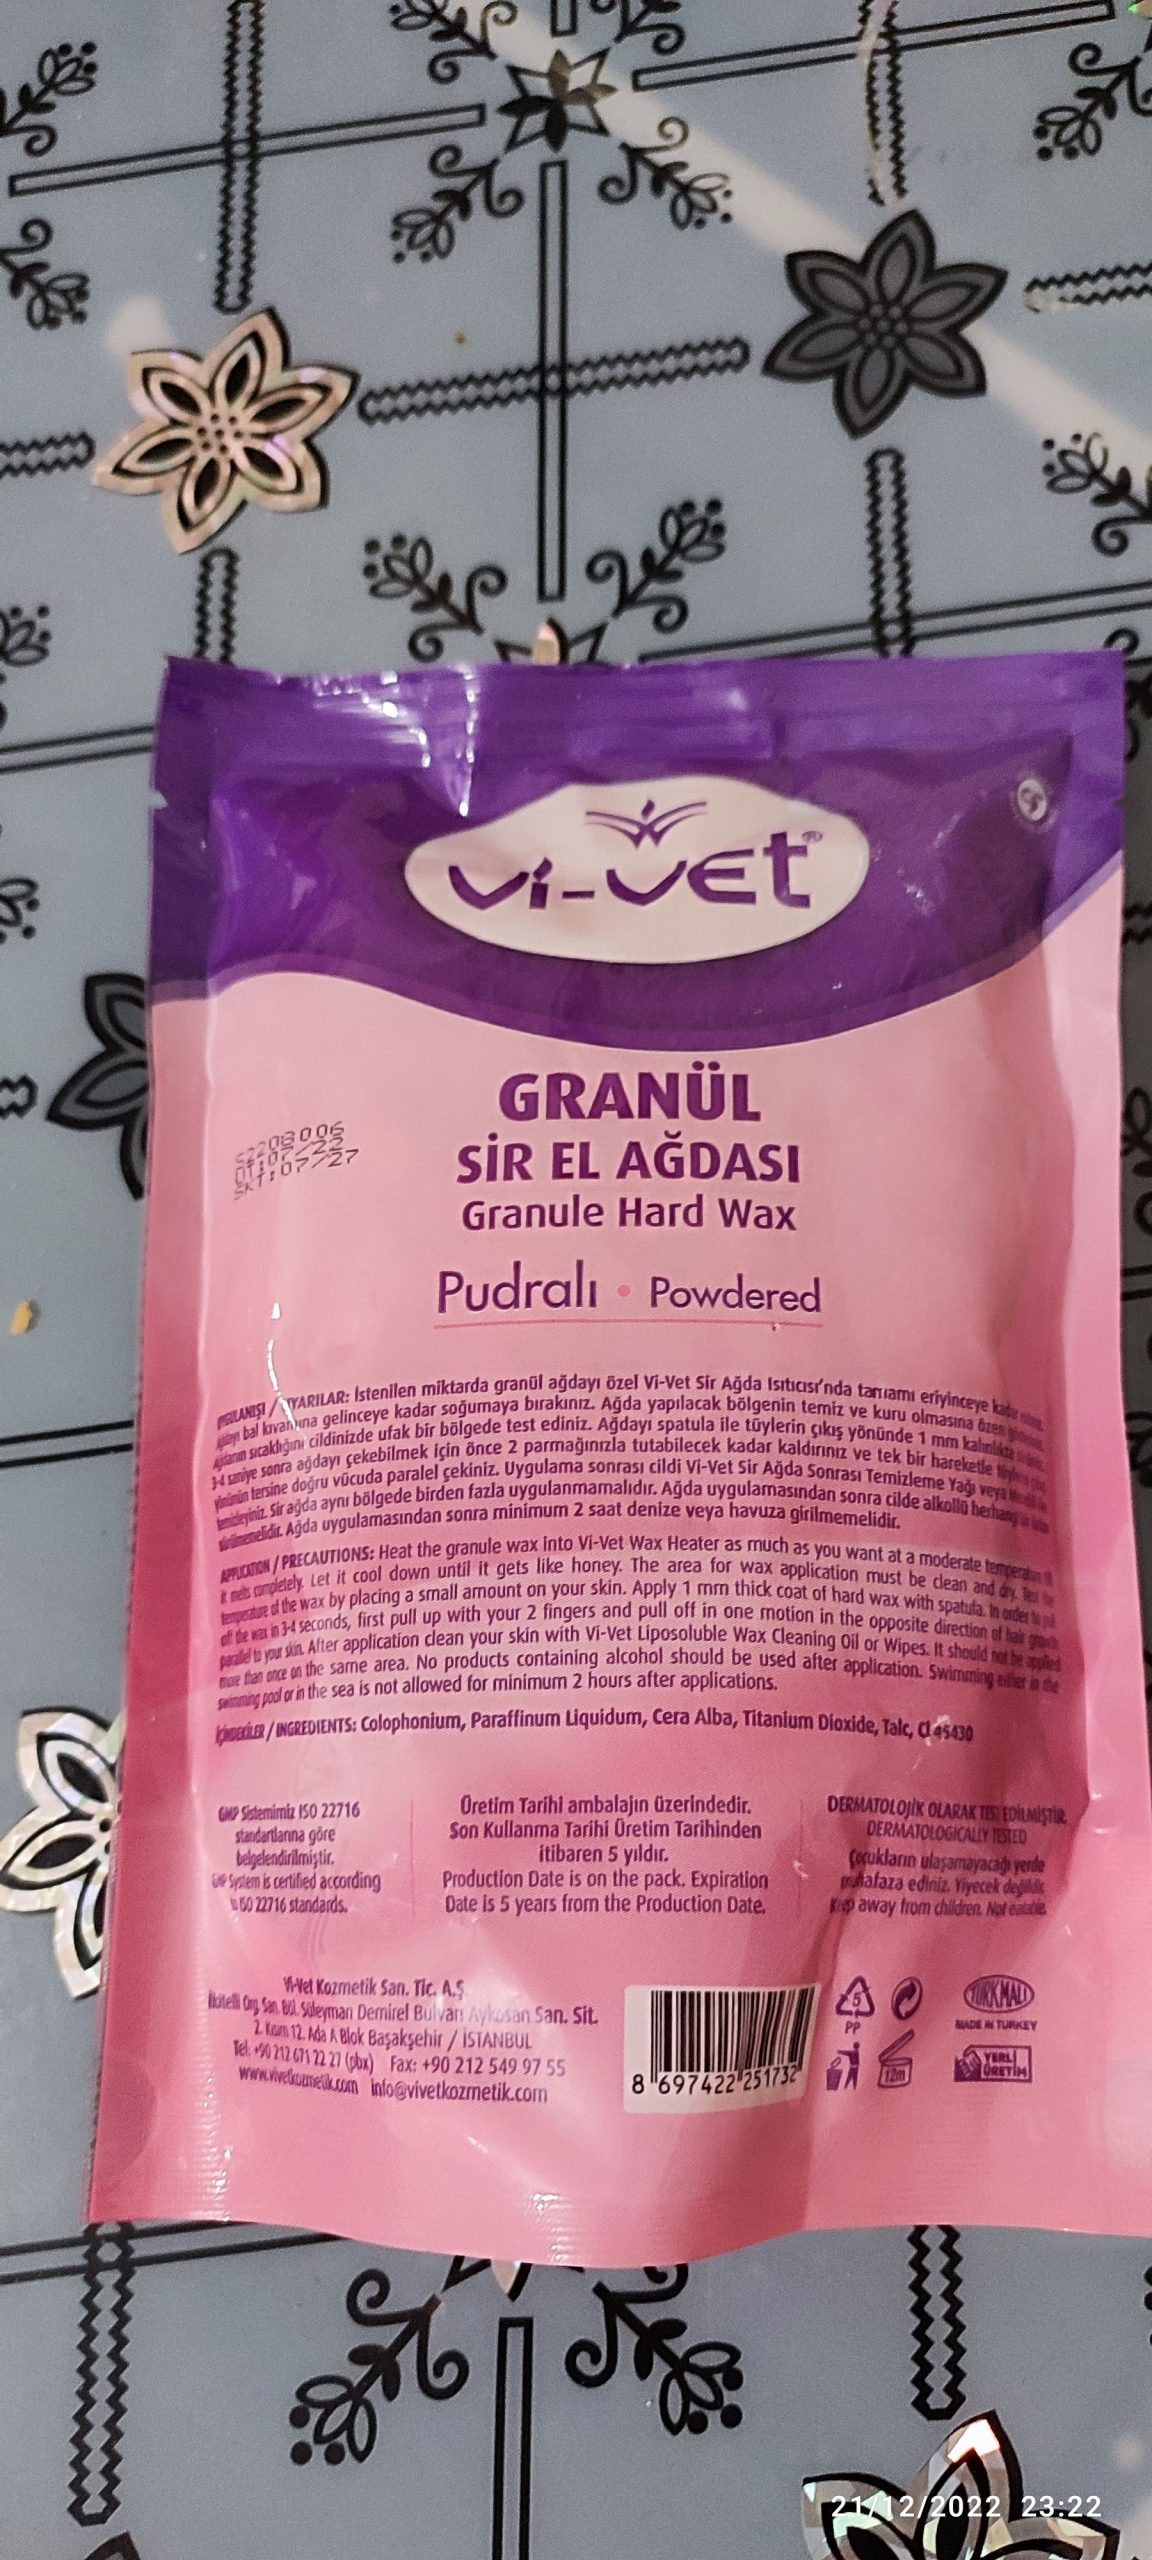 vi-vet®
GRANÜL
SİR EL AĞDASI
Granule Hard Wax
Pudralı • Powdered
S2208006
ÜT:07/22
SKT:07/27
UYGULANIŞI / UYARILAR: İstenilen miktarda granül ağdayı özel Vi-Vet Sir Ağda Isıtıcısı'nda tamamı eriyinceye kadar
Ağdayı bal kıvamına gelinceye kadar soğumaya bırakınız. Ağda yapılacak bölgenin temiz ve kuru olmasına özen
Ağdanın sıcaklığını cildinizde ufak bir bölgede test ediniz. Ağdayı spatula ile tüylerin çıkış yönünde 1 mm kalınlıkta
3-4 saniye sonra ağdayı çekebilmek için önce 2 parmağınızla tutabilecek kadar kaldırınız ve tek bir hareketle
yönünün tersine doğru vücuda paralel çekiniz. Uygulama sonrası cildi Vi-Vet Sir Ağda Sonrası Temizleme Yağı veya
temizleyiniz. Sir ağda aynı bölgede birden fazla uygulanmamalıdır. Ağda uygulamasından sonra cilde alkollü herhangi
sürülmemelidir. Ağda uygulamasından sonra minimum 2 saat denize veya havuza girilmemelidir.
APPLICATION / PRECAUTIONS: Heat the granule wax into Vi-Vet Wax Heater as much as you want at a moderate temperature
it melts completely. Let it cool down until it gets like honey. The area for wax application must be clean and dry. Test the
temperature of the wax by placing a small amount on your skin. Apply 1 mm thick coat of hard wax with spatula. In order to pull
off the wax in 3-4 seconds, first pull up with your 2 fingers and pull off in one motion in the opposite direction of hair growth
parallel to your skin. After application clean your skin with Vi-Vet Liposoluble Wax Cleaning Oil or Wipes. It should not be applied
more than once on the same area. No products containing alcohol should be used after application. Swimming either in the
swimming pool or in the sea is not allowed for minimum 2 hours after applications.
İÇİNDEKİLER / INGREDIENTS: Colophonium, Paraffinum Liquidum, Cera Alba, Titanium Dioxide, Talc, CI 45430
GMP Sistemimiz ISO 22716
standartlarına göre
belgelendirilmiştir.
GMP System is certified according
to ISO 22716 standards.
Üretim Tarihi ambalajın üzerindedir.
Son Kullanma Tarihi Üretim Tarihinden
itibaren 5 yıldır.
Production Date is on the pack. Expiration
Date is 5 years from the Production Date.
DERMATOLOJİK OLARAK TEST EDİLMİŞTİR.
DERMATOLOGICALLY TESTED
Çocukların ulaşamayacağı yerde
muhafaza ediniz. Yiyecek değildir.
Keep away from children. Not eatable.
Vi-Vet Kozmetik San. Tic. A.Ş
İkitelli Org. San. Böl. Süleyman Demirel Bulvarı Aykosan San. Sit.
2. Kısım 12. Ada A Blok Başakşehir / İSTANBUL
Tel: +90 212 671 22 27 (pbx) Fax: +90 212 549 97 55
www.vivetkozmetik.com info@vivetkozmetik.com
8 697422 251732
5
PP
12m
TÜRK MALI
MADE IN TURKEY
YERLİ
ÜRETİM
21/12/2022 23:22